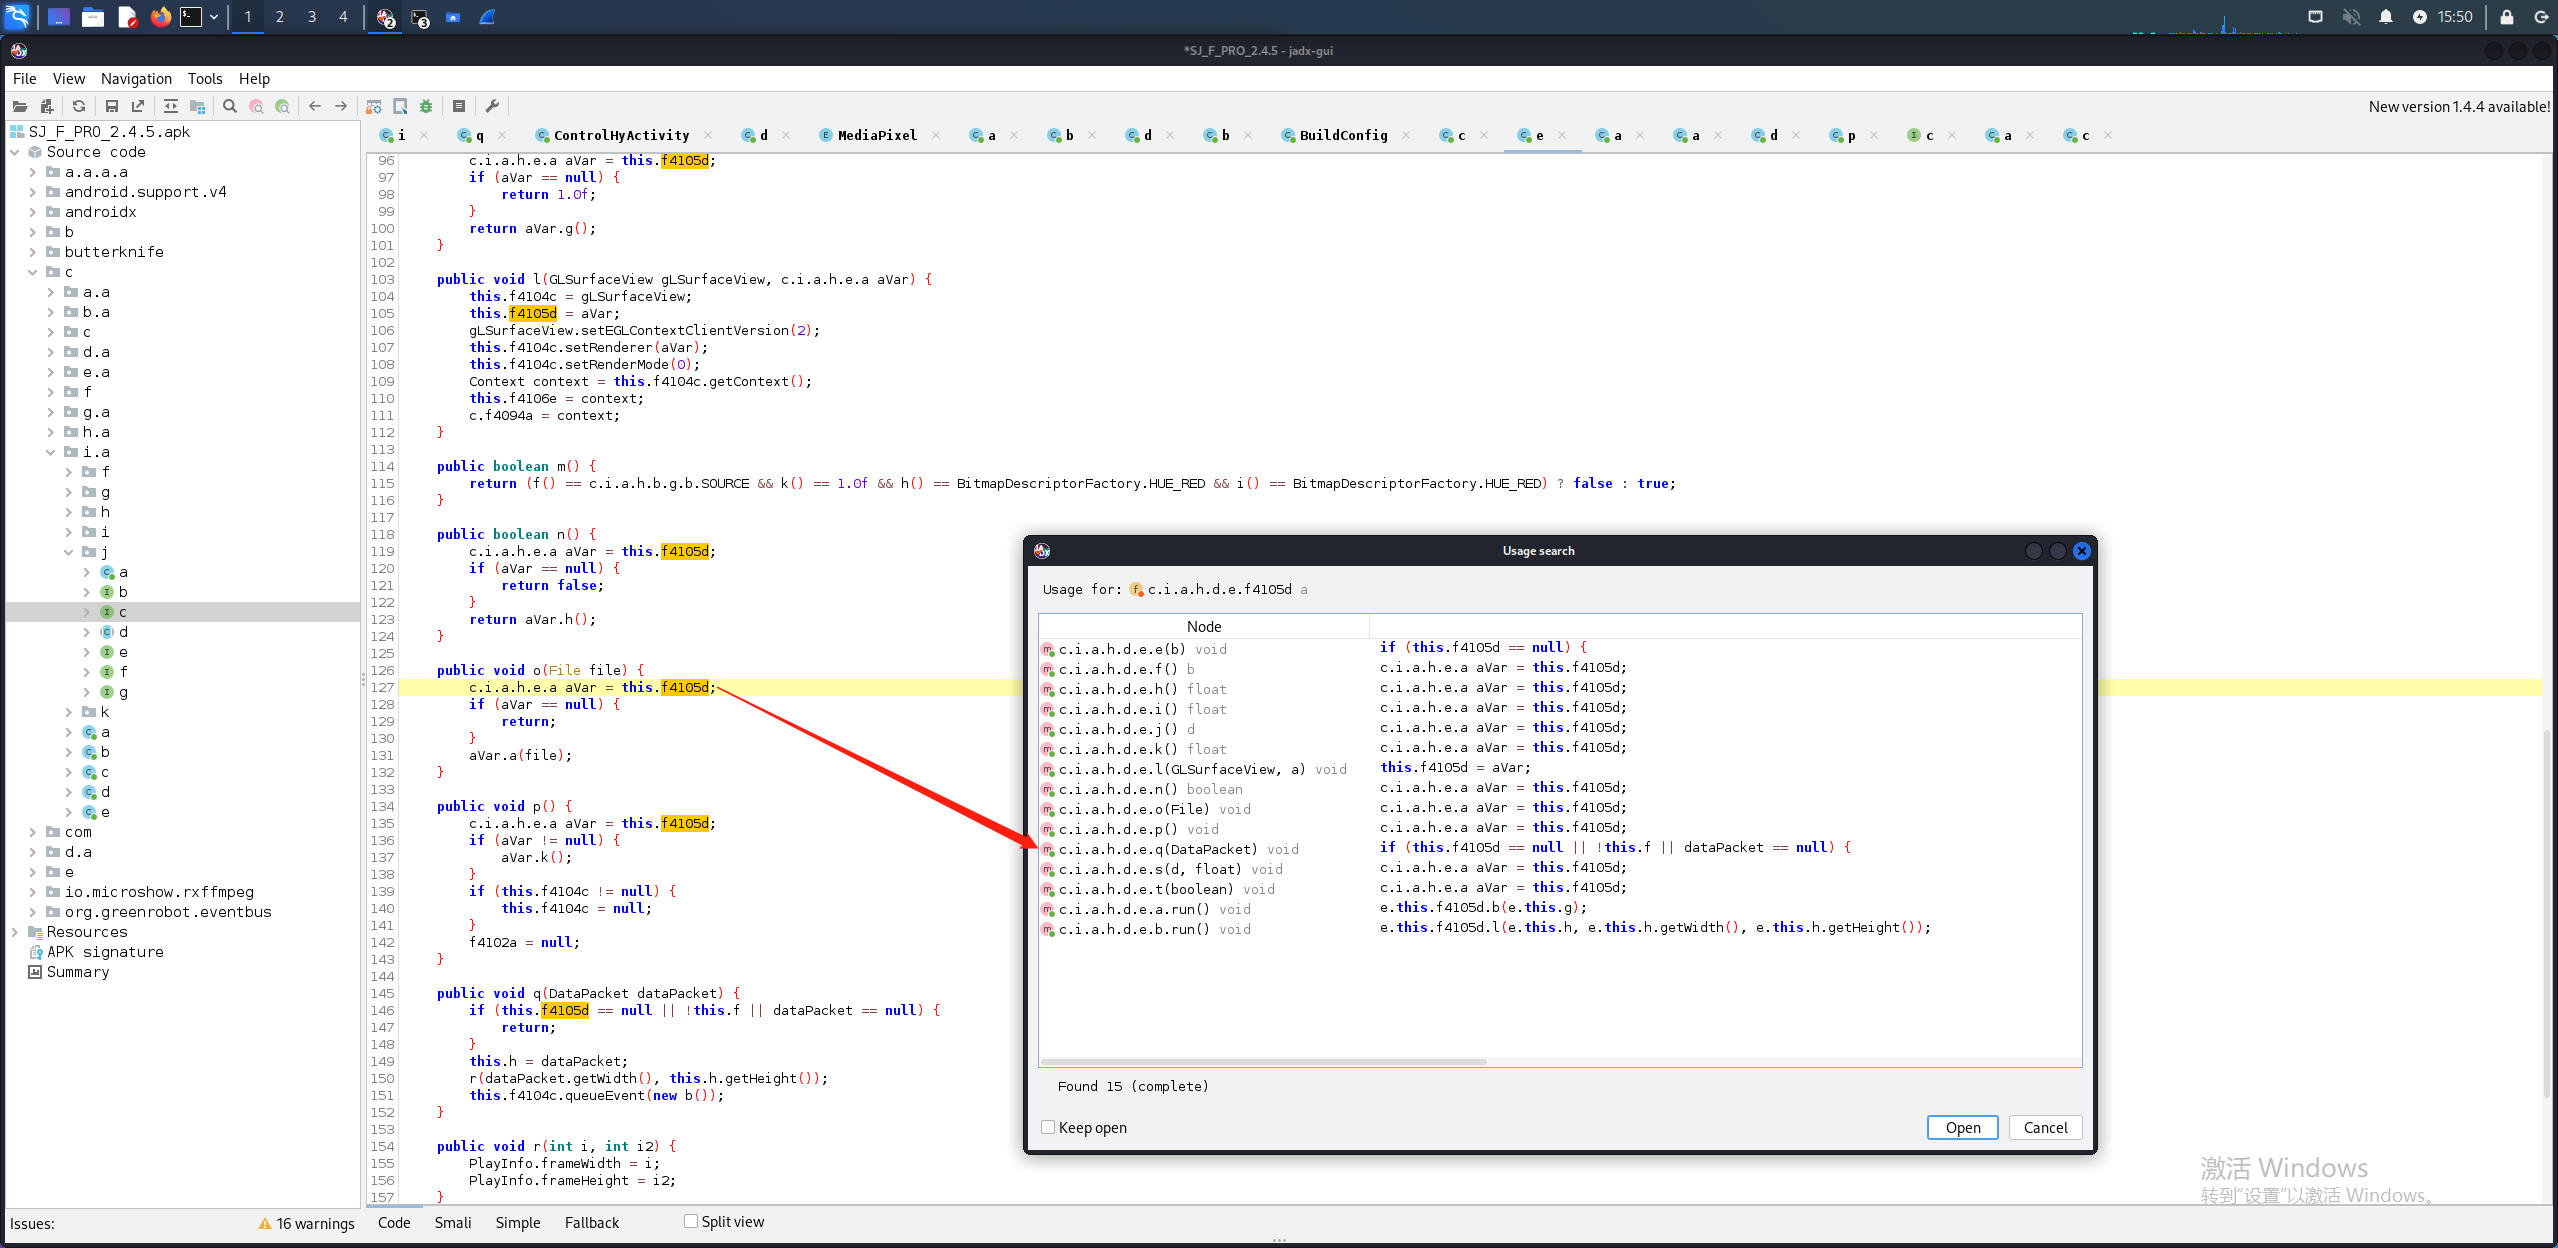 1 2 3 4 2 3 15:50
*SJ_F_PRO_2.4.5 - jadx-gui
File View Navigation Tools Help
New version 1.4.4 available!
i q ControlHyActivity d MediaPixel a b d b BuildConfig c e a a d p c a c
SJ_F_PRO_2.4.5.apk
Source code
a.a.a.a
android.support.v4
androidx
b
butterknife
c
a.a
b.a
c
d.a
e.a
f
g.a
h.a
i.a
f
g
h
i
j
a
b
c
d
e
f
g
k
a
b
c
d
e
com
d.a
e
io.microshow.rxffmpeg
org.greenrobot.eventbus
Resources
APK signature
Summary
96 c.i.a.h.e.a aVar = this.f4105d;
97 if (aVar == null) {
98 return 1.0f;
99 }
100 return aVar.g();
101 }
102
103 public void l(GLSurfaceView gLSurfaceView, c.i.a.h.e.a aVar) {
104 this.f4104c = gLSurfaceView;
105 this.f4105d = aVar;
106 gLSurfaceView.setEGLContextClientVersion(2);
107 this.f4104c.setRenderer(aVar);
108 this.f4104c.setRenderMode(0);
109 Context context = this.f4104c.getContext();
110 this.f4106e = context;
111 c.f4094a = context;
112 }
113
114 public boolean m() {
115 return (f() == c.i.a.h.b.g.b.SOURCE && k() == 1.0f && h() == BitmapDescriptorFactory.HUE_RED && i() == BitmapDescriptorFactory.HUE_RED) ? false : true;
116 }
117
118 public boolean n() {
119 c.i.a.h.e.a aVar = this.f4105d;
120 if (aVar == null) {
121 return false;
122 }
123 return aVar.h();
124 }
125
126 public void o(File file) {
127 c.i.a.h.e.a aVar = this.f4105d;
128 if (aVar == null) {
129 return;
130 }
131 aVar.a(file);
132 }
133
134 public void p() {
135 c.i.a.h.e.a aVar = this.f4105d;
136 if (aVar != null) {
137 aVar.k();
138 }
139 if (this.f4104c != null) {
140 this.f4104c = null;
141 }
142 f4102a = null;
143 }
144
145 public void q(DataPacket dataPacket) {
146 if (this.f4105d == null || !this.f || dataPacket == null) {
147 return;
148 }
149 this.h = dataPacket;
150 r(dataPacket.getWidth(), this.h.getHeight());
151 this.f4104c.queueEvent(new b());
152 }
153
154 public void r(int i, int i2) {
155 PlayInfo.frameWidth = i;
156 PlayInfo.frameHeight = i2;
157 }
Usage search
Usage for: c.i.a.h.d.e.f4105d a
Node
c.i.a.h.d.e.e(b) void if (this.f4105d == null) {
c.i.a.h.d.e.f() b c.i.a.h.e.a aVar = this.f4105d;
c.i.a.h.d.e.h() float c.i.a.h.e.a aVar = this.f4105d;
c.i.a.h.d.e.i() float c.i.a.h.e.a aVar = this.f4105d;
c.i.a.h.d.e.j() d c.i.a.h.e.a aVar = this.f4105d;
c.i.a.h.d.e.k() float c.i.a.h.e.a aVar = this.f4105d;
c.i.a.h.d.e.l(GLSurfaceView, a) void this.f4105d = aVar;
c.i.a.h.d.e.n() boolean c.i.a.h.e.a aVar = this.f4105d;
c.i.a.h.d.e.o(File) void c.i.a.h.e.a aVar = this.f4105d;
c.i.a.h.d.e.p() void c.i.a.h.e.a aVar = this.f4105d;
c.i.a.h.d.e.q(DataPacket) void if (this.f4105d == null || !this.f || dataPacket == null) {
c.i.a.h.d.e.s(d, float) void c.i.a.h.e.a aVar = this.f4105d;
c.i.a.h.d.e.t(boolean) void c.i.a.h.e.a aVar = this.f4105d;
c.i.a.h.d.e.a.run() void e.this.f4105d.b(e.this.g);
c.i.a.h.d.e.b.run() void e.this.f4105d.l(e.this.h, e.this.h.getWidth(), e.this.h.getHeight());
Found 15 (complete)
Keep open Open Cancel
激活 Windows
转到"设置"以激活 Windows。
Issues: 16 warnings Code Smali Simple Fallback Split view